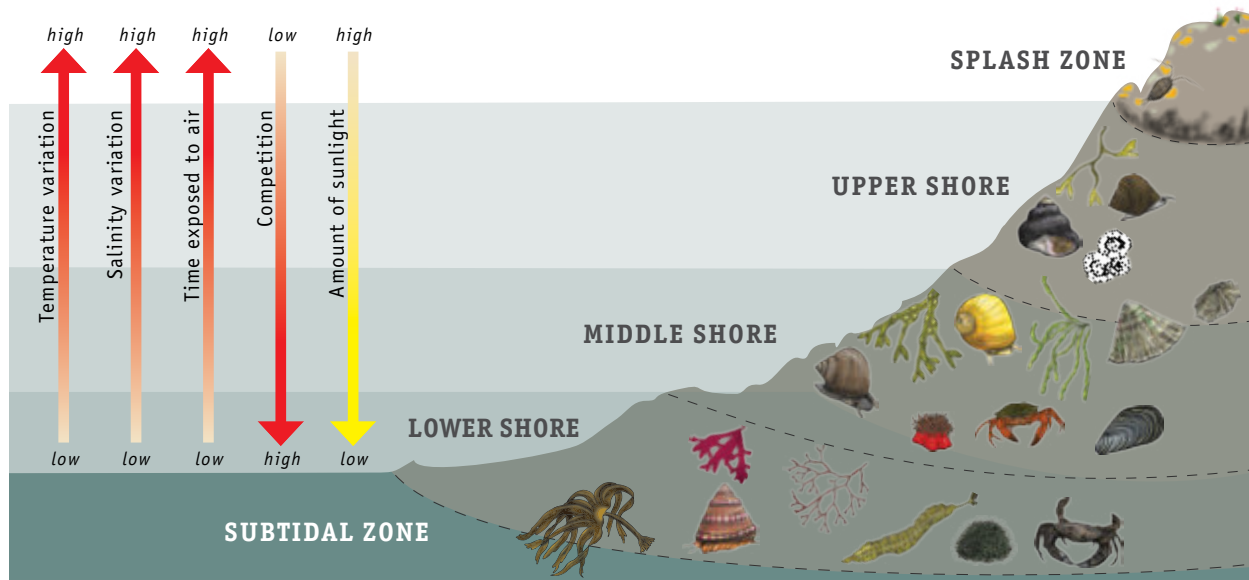 high
high
high
low
high
Temperature variation
Salinity variation
Time exposed to air
Competition
Amount of sunlight
low
low
low
high
low
SPLASH ZONE
UPPER SHORE
MIDDLE SHORE
LOWER SHORE
SUBTIDAL ZONE